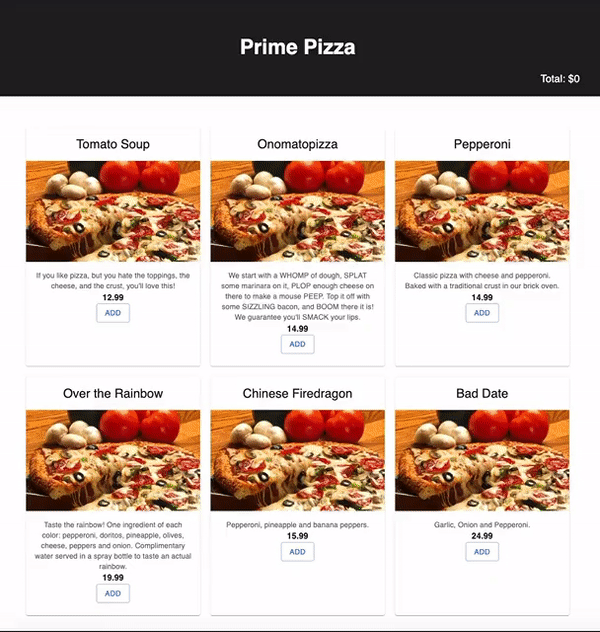 Prime Pizza
Total: $0
Tomato Soup
If you like pizza, but you hate the toppings, the
cheese, and the crust, you'll love this!
12.99
ADD
Onomatopizza
We start with a WHOMP of dough, SPLAT
some marinara on it, PLOP enough cheese on
there to make a mouse PEEP. Top it off with
some SIZZLING bacon, and BOOM there it is!
We guarantee you'll SMACK your lips.
14.99
ADD
Pepperoni
Classic pizza with cheese and pepperoni.
Baked with a traditional crust in our brick oven.
14.99
ADD
Over the Rainbow
Taste the rainbow! One ingredient of each
color: pepperoni, doritos, pineapple, olives,
cheese, peppers and onion. Complimentary
water served in a spray bottle to taste an actual
rainbow.
19.99
ADD
Chinese Firedragon
Pepperoni, pineapple and banana peppers.
15.99
ADD
Bad Date
Garlic, Onion and Pepperoni.
24.99
ADD